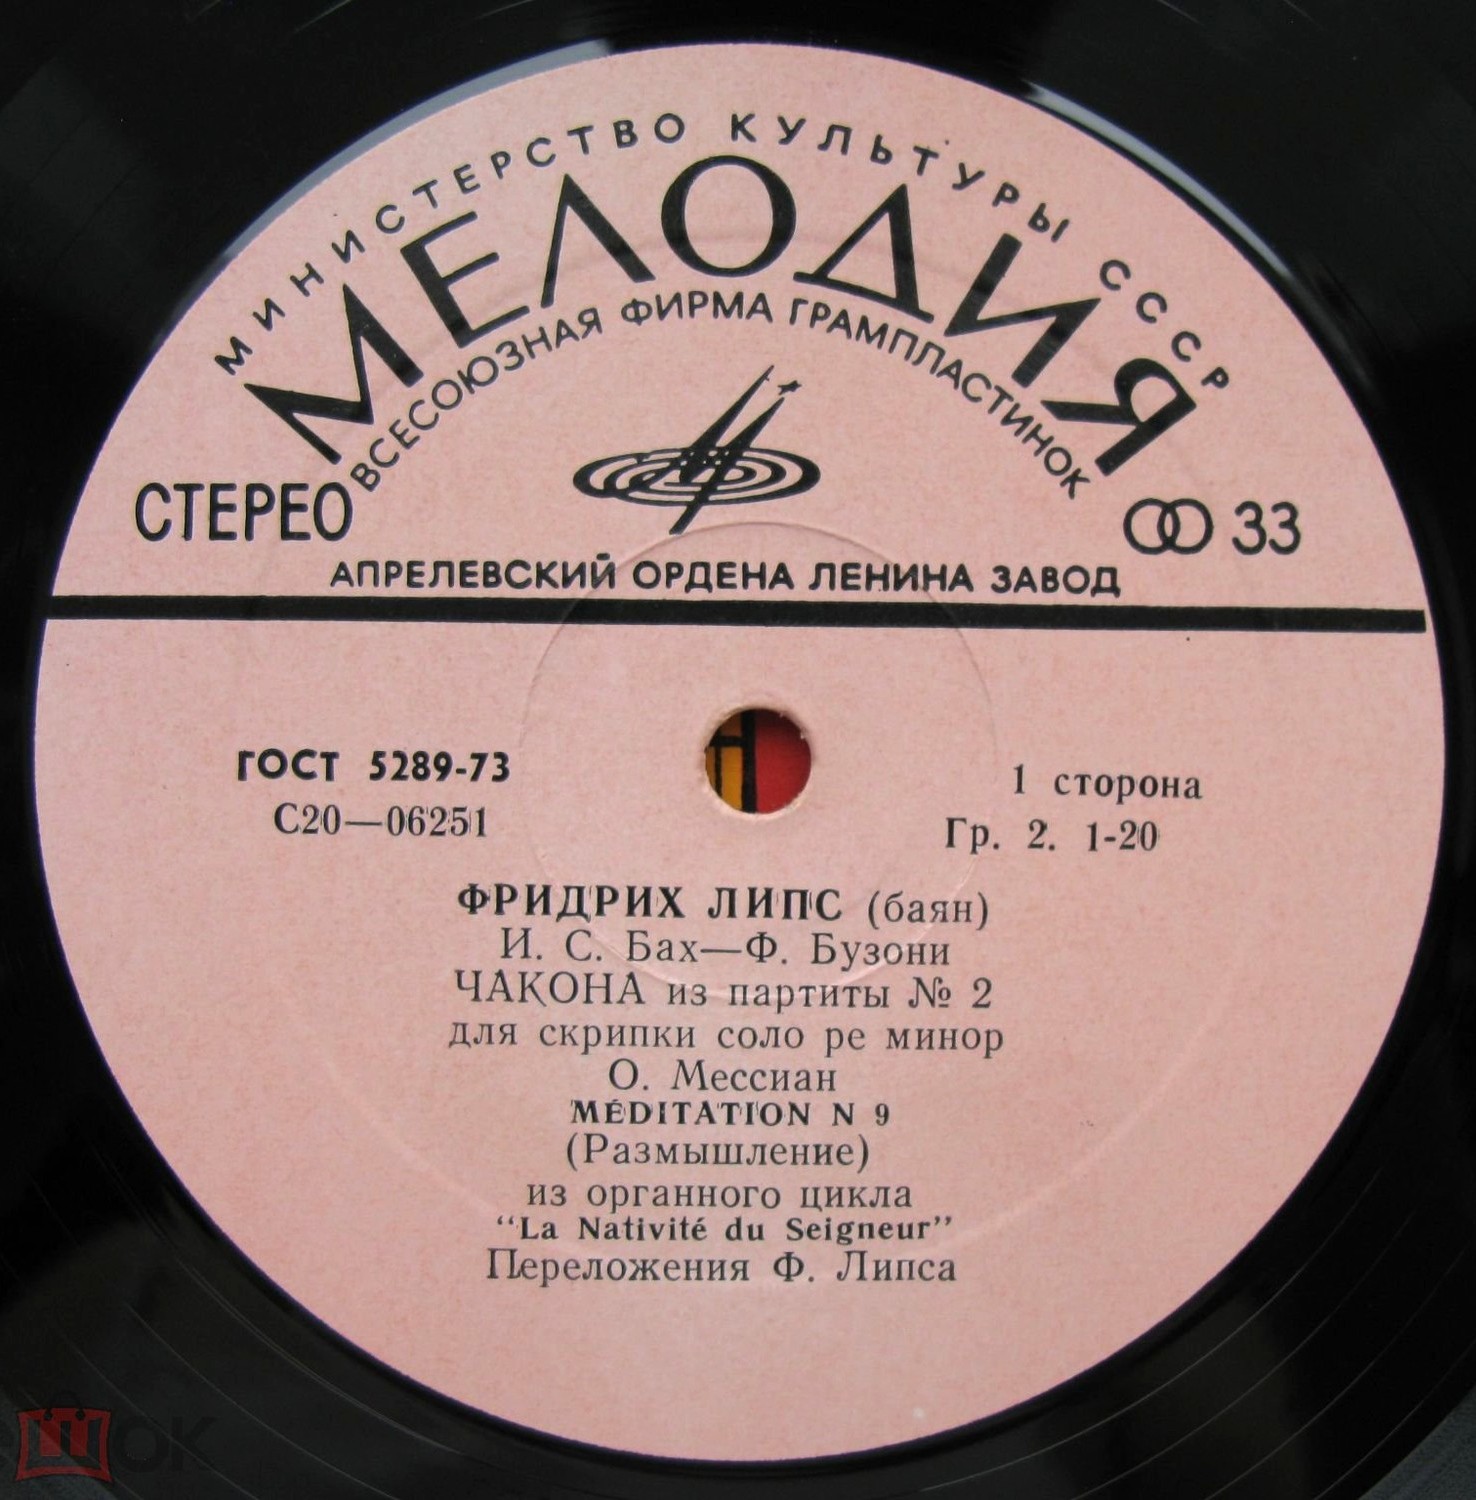 МИНИСТЕРСТВО КУЛЬТУРЫ СССР
МЕЛОДИЯ
ВСЕСОЮЗНАЯ ФИРМА ГРАМПЛАСТИНОК
СТЕРЕО
33
АПРЕЛЕВСКИЙ ОРДЕНА ЛЕНИНА ЗАВОД
ГОСТ 5289-73
С20—06251
1 сторона
Гр. 2. 1-20
ФРИДРИХ ЛИПС (баян)
И. С. Бах—Ф. Бузони
ЧАКОНА из партиты № 2
для скрипки соло ре минор
О. Мессиан
MÉDITATION N 9
(Размышление)
из органного цикла
“La Nativité du Seigneur”
Переложения Ф. Липса
ШОК